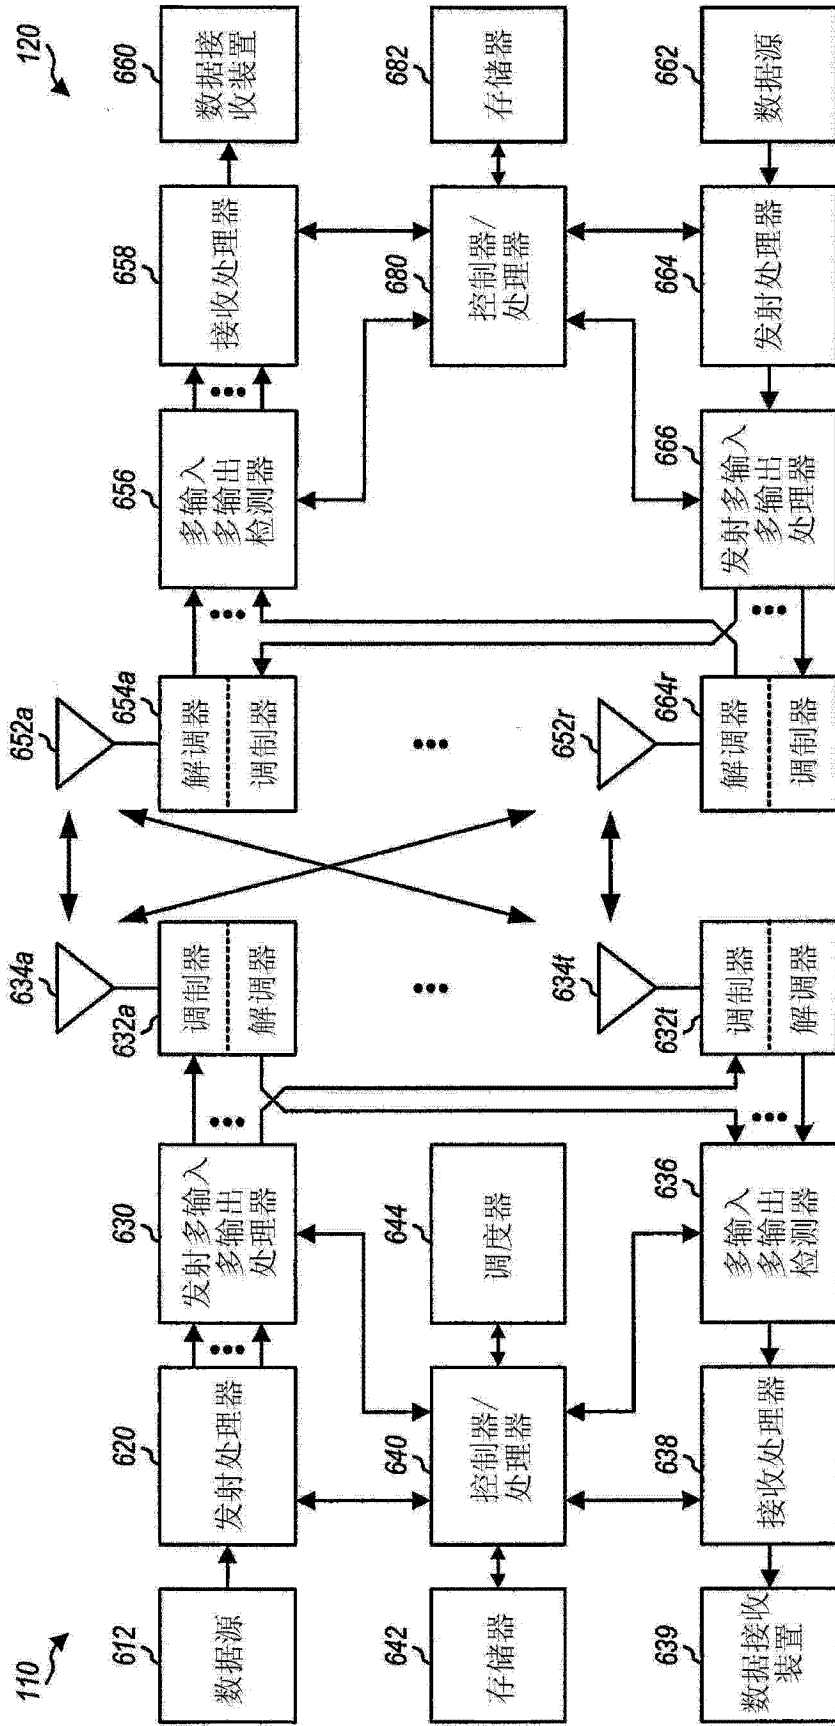 110
120
612
数据源
620
发射处理器
630
发射多输入
多输出
处理器
632a
调制器
解调器
634a
652a
654a
解调器
调制器
656
多输入
多输出
检测器
658
接收处理器
660
数据接
收装置
642
存储器
640
控制器/
处理器
644
调度器
680
控制器/
处理器
682
存储器
639
数据接收
装置
638
接收处理器
636
多输入
多输出
检测器
632t
调制器
解调器
634t
652r
664r
解调器
调制器
666
发射多输入
多输出
处理器
664
发射处理器
662
数据源